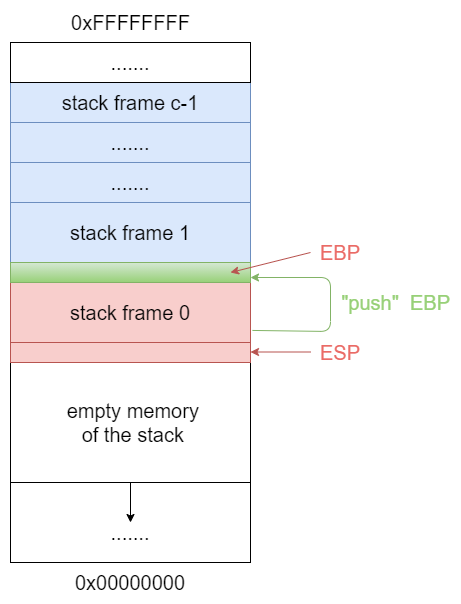 0xFFFFFFFF
.......
stack frame c-1
.......
.......
stack frame 1
EBP
"push" EBP
stack frame 0
ESP
empty memory
of the stack
.......
0x00000000